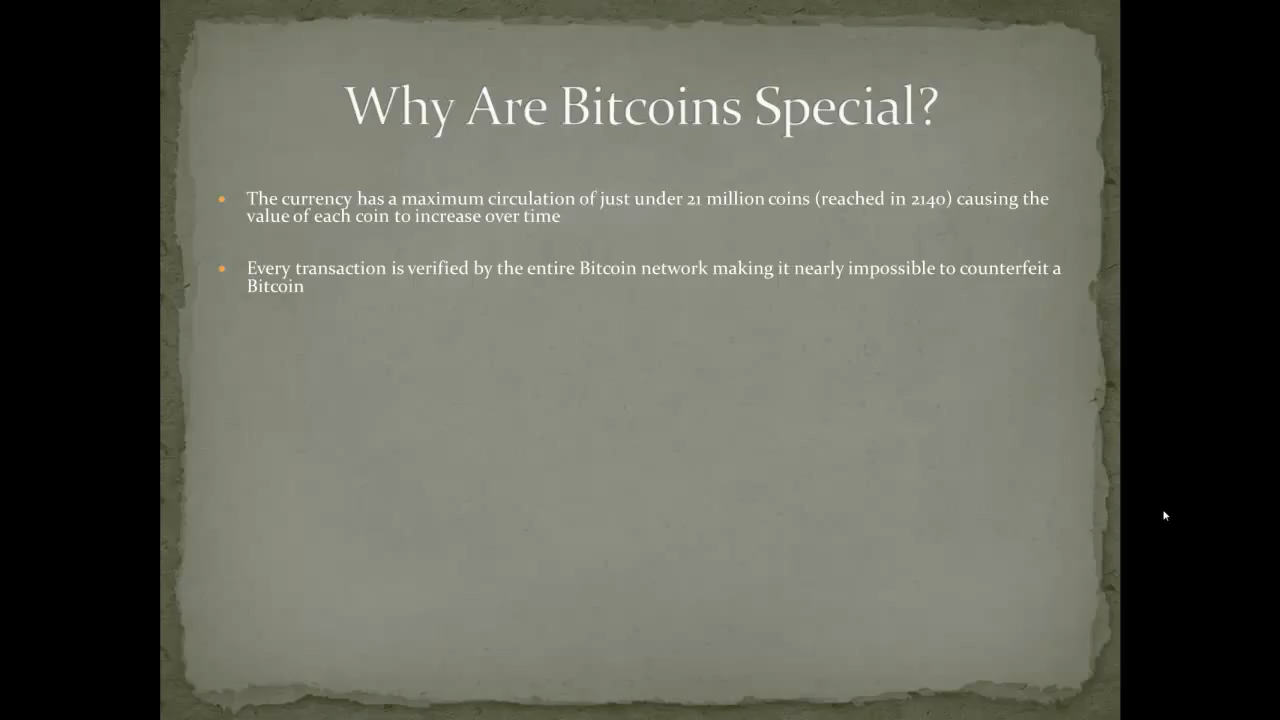 Why Are Bitcoins Special?
• The currency has a maximum circulation of just under 21 million coins (reached in 2140) causing the
value of each coin to increase over time
• Every transaction is verified by the entire Bitcoin network making it nearly impossible to counterfeit a
Bitcoin